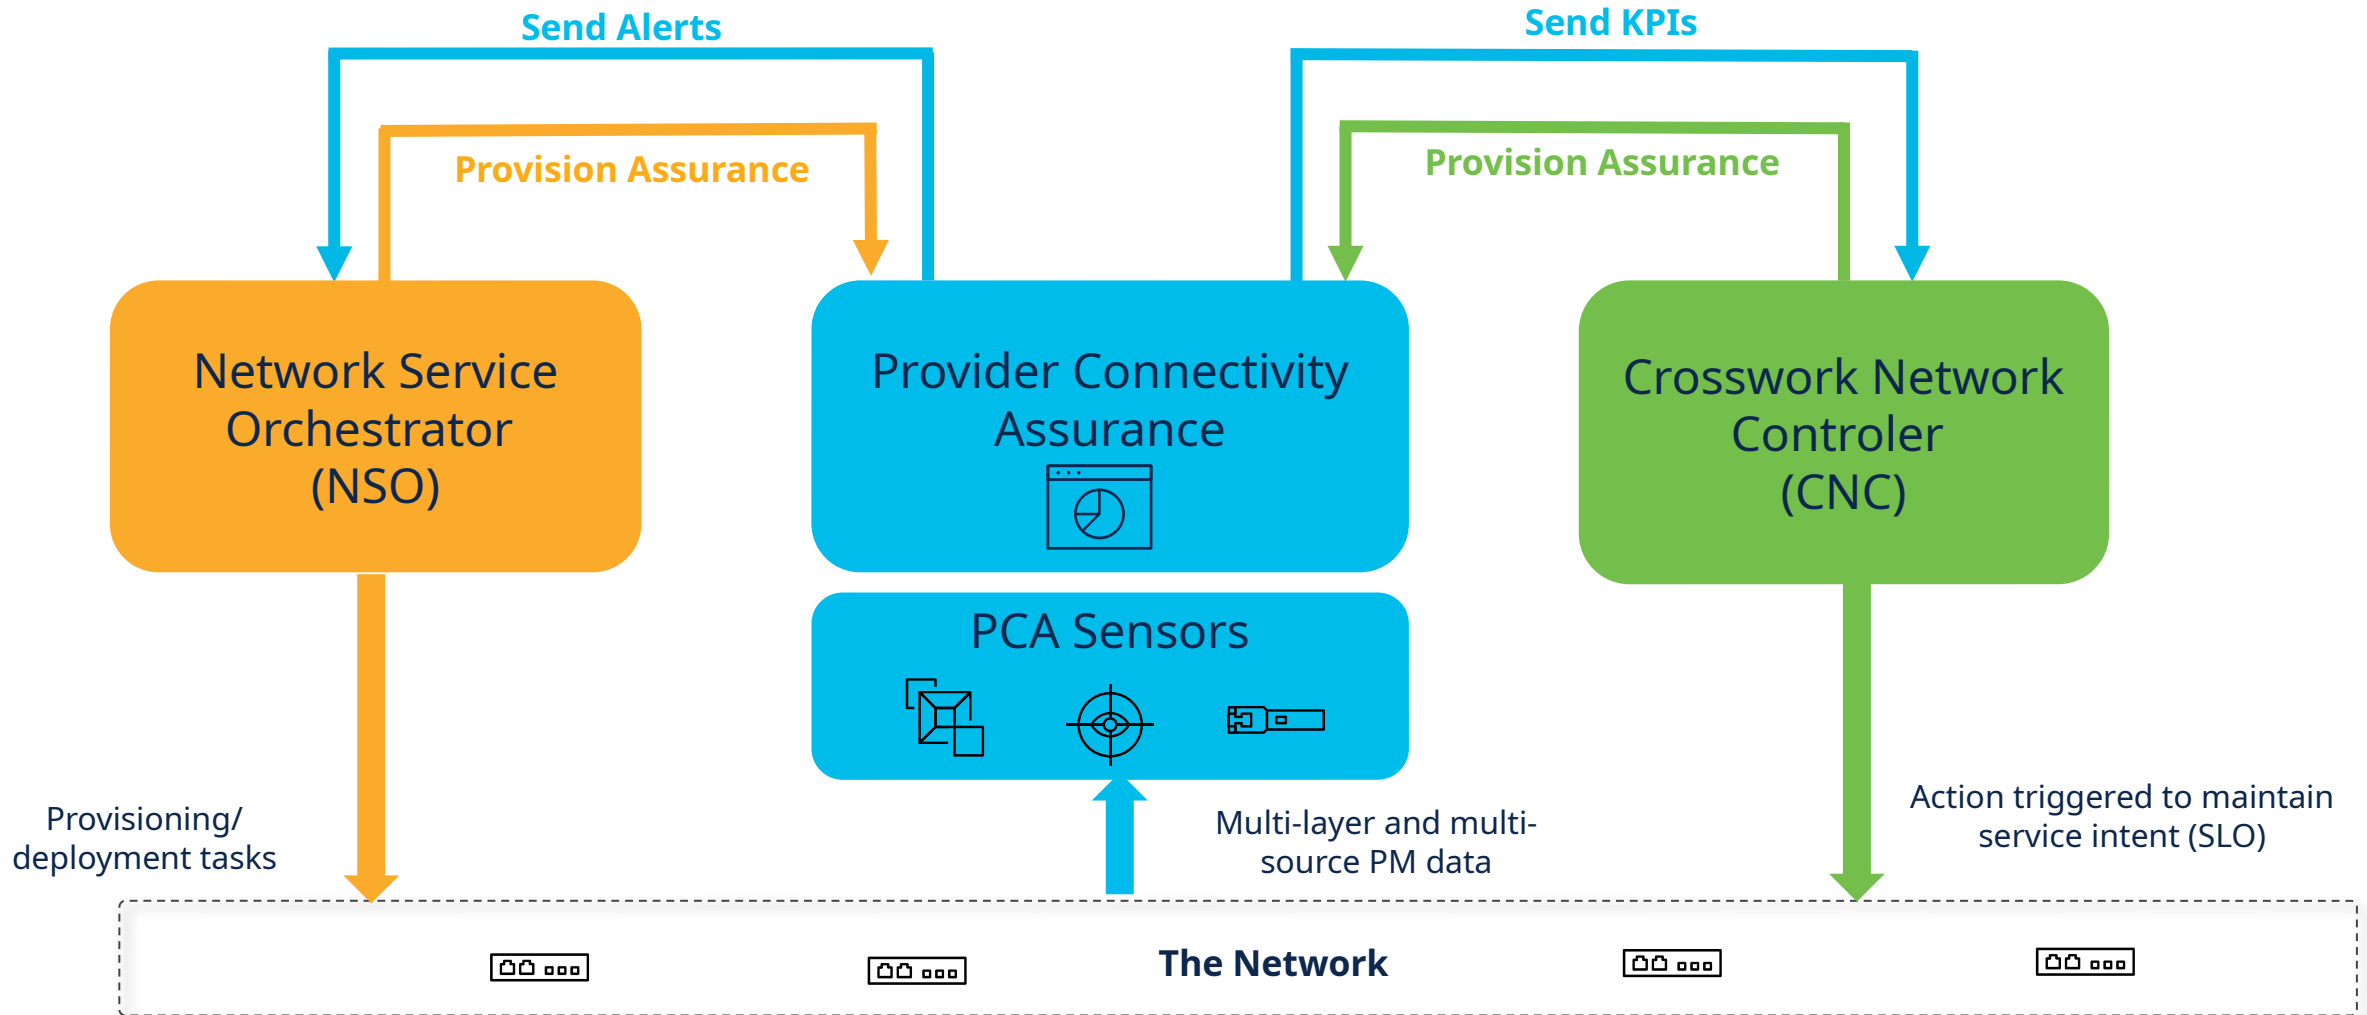 Send Alerts
Send KPIs
Provision Assurance
Provision Assurance
Network Service
Orchestrator
(NSO)
Provider Connectivity
Assurance
Crosswork Network
Controler
(CNC)
PCA Sensors
Provisioning/
deployment tasks
Multi-layer and multi-
source PM data
Action triggered to maintain
service intent (SLO)
The Network